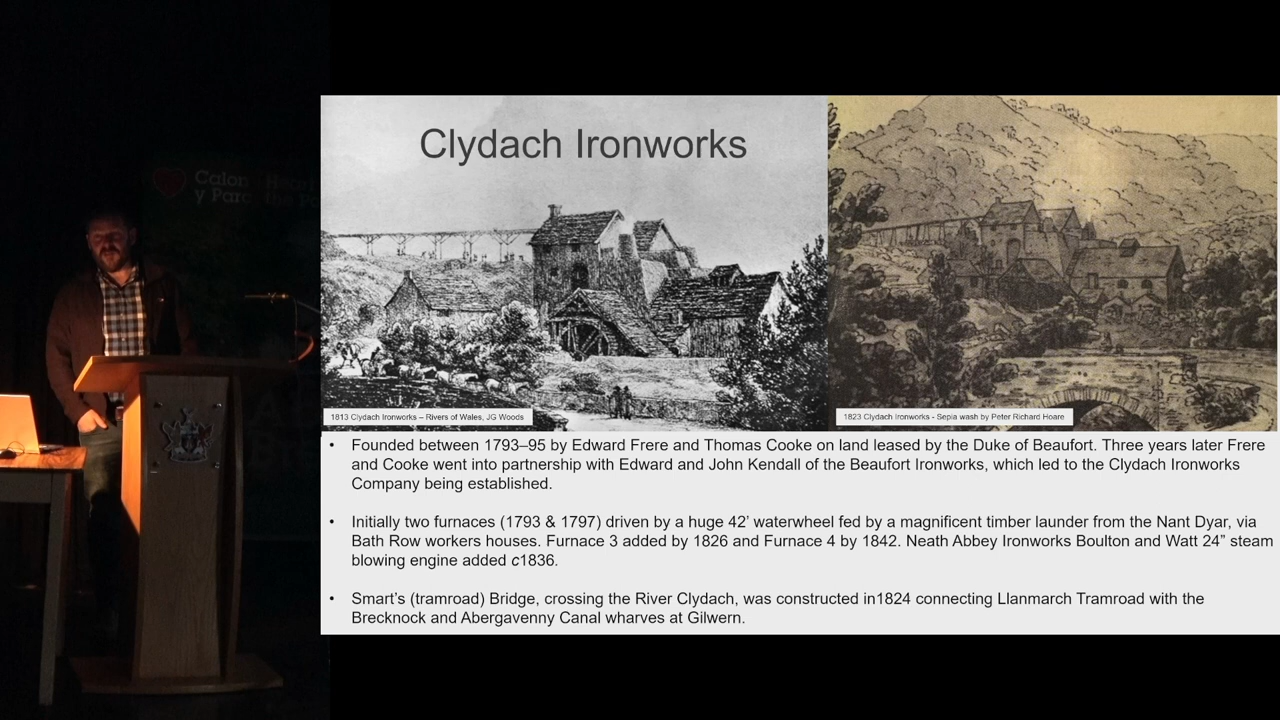 Calon Heart
y Parc
Clydach Ironworks
1813 Clydach Ironworks – Rivers of Wales, JG Woods
1823 Clydach Ironworks - Sepia wash by Peter Richard Hoare
• Founded between 1793–95 by Edward Frere and Thomas Cooke on land leased by the Duke of Beaufort. Three years later Frere
and Cooke went into partnership with Edward and John Kendall of the Beaufort Ironworks, which led to the Clydach Ironworks
Company being established.
• Initially two furnaces (1793 & 1797) driven by a huge 42’ waterwheel fed by a magnificent timber launder from the Nant Dyar, via
Bath Row workers houses. Furnace 3 added by 1826 and Furnace 4 by 1842. Neath Abbey Ironworks Boulton and Watt 24” steam
blowing engine added c1836.
• Smart’s (tramroad) Bridge, crossing the River Clydach, was constructed in1824 connecting Llanmarch Tramroad with the
Brecknock and Abergavenny Canal wharves at Gilwern.